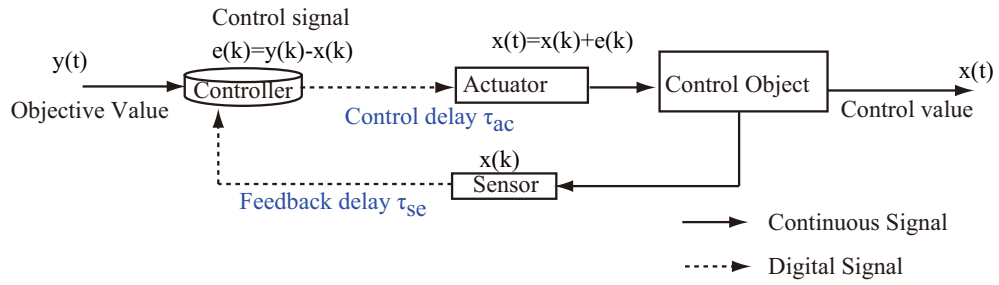 Control signal
e(k)=y(k)-x(k)
x(t)=x(k)+e(k)
y(t)
x(t)
Controller
Actuator
Control Object
Objective Value
Control delay τac
Control value
x(k)
Sensor
Feedback delay τse
Continuous Signal
Digital Signal